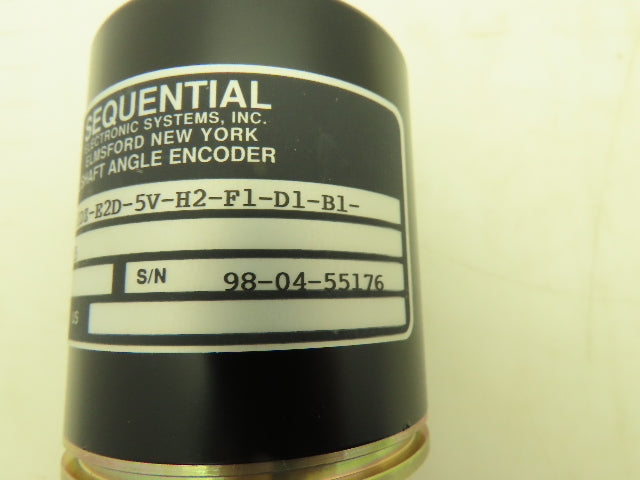 SEQUENTIAL
ELECTRONIC SYSTEMS, INC.
ELMSFORD NEW YORK
SHAFT ANGLE ENCODER
-E2D-5V-H2-F1-D1-B1-
S/N 98-04-55176